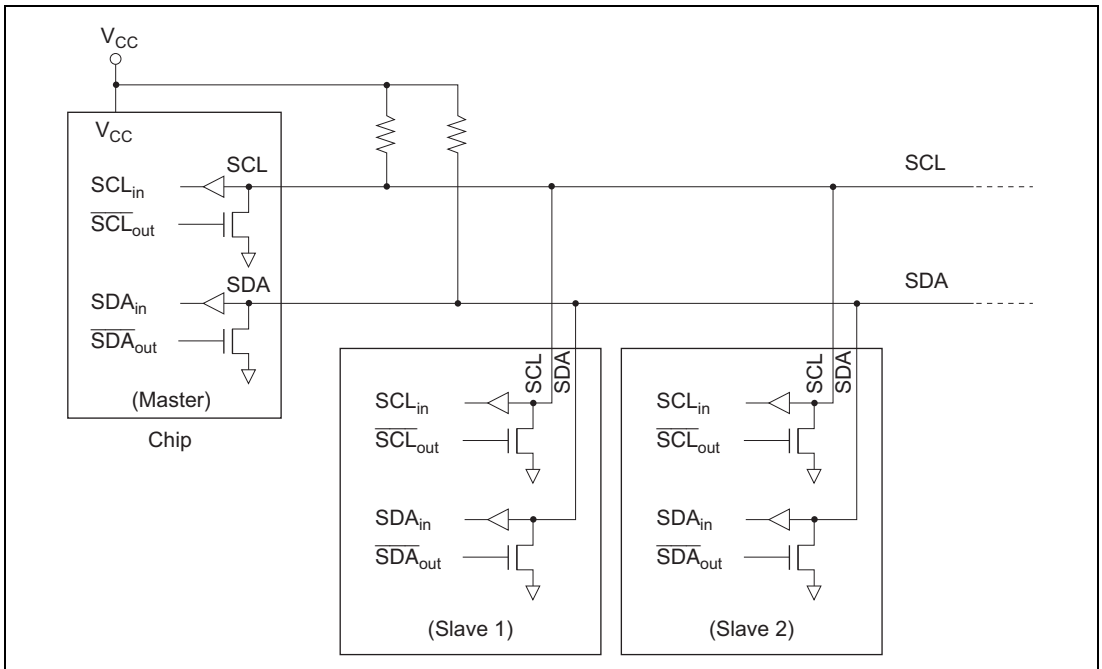 VCC
VCC
SCL
SCLin
SCLout
SDA
SDAin
SDAout
(Master)
Chip
SCL
SDA
SCL
SDA
SCLin
SCLout
SDAin
SDAout
(Slave 1)
SCL
SDA
SCLin
SCLout
SDAin
SDAout
(Slave 2)